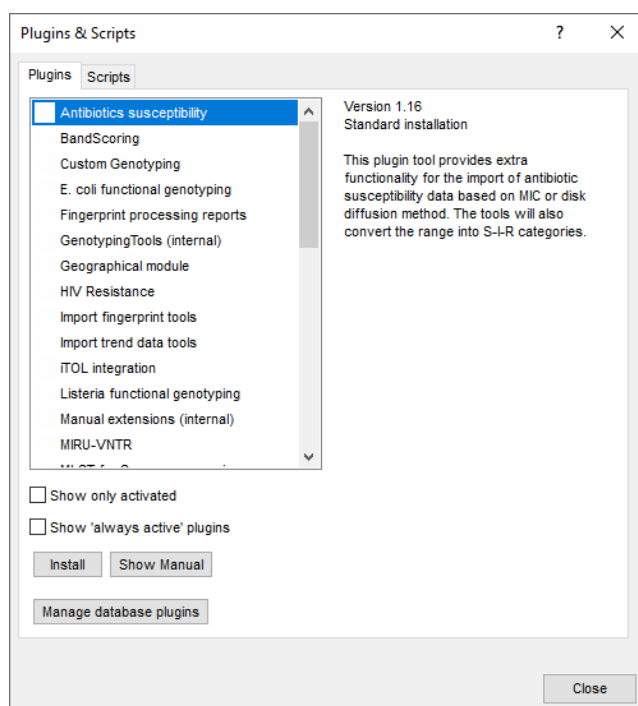 Plugins & Scripts
Plugins
Scripts
Antibiotics susceptibility
BandScoring
Custom Genotyping
E. coli functional genotyping
Fingerprint processing reports
GenotypingTools (internal)
Geographical module
HIV Resistance
Import fingerprint tools
Import trend data tools
iTOL integration
Listeria functional genotyping
Manual extensions (internal)
MIRU-VNTR
Version 1.16
Standard installation
This plugin tool provides extra
functionality for the import of antibiotic
susceptibility data based on MIC or disk
diffusion method. The tools will also
convert the range into S-I-R categories.
Show only activated
Show 'always active' plugins
Install
Show Manual
Manage database plugins
Close